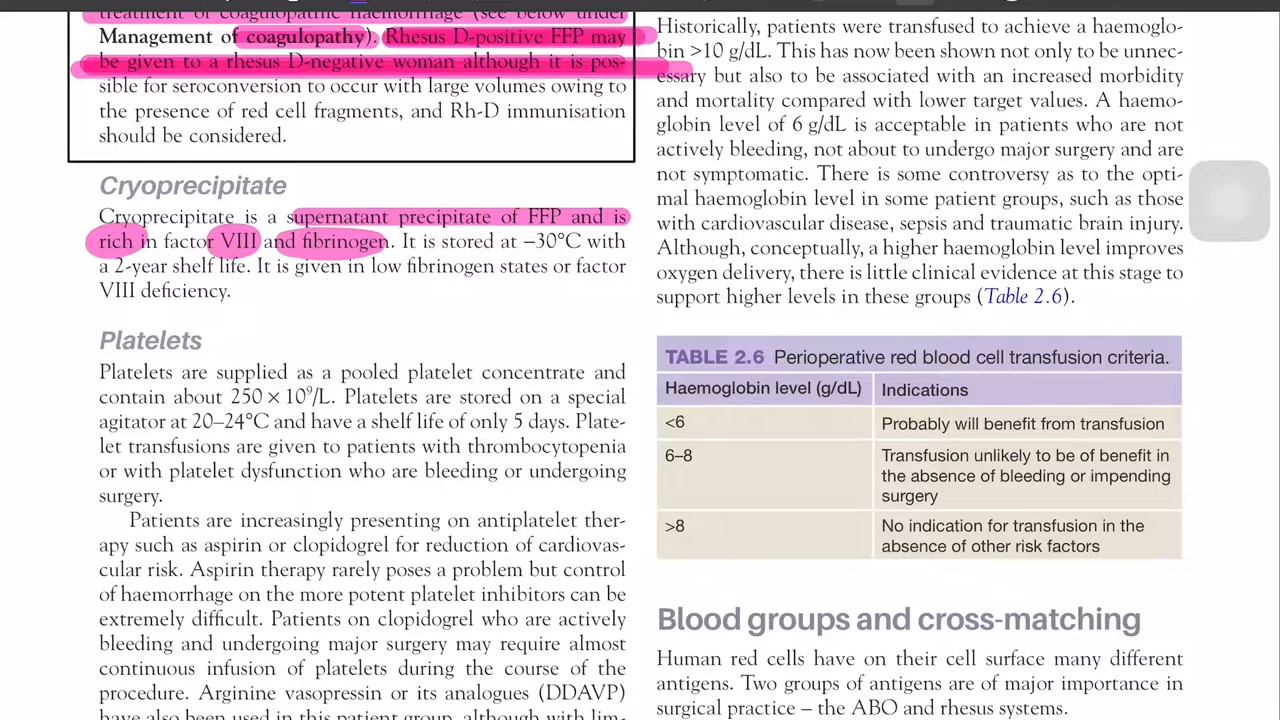 treatment of coagulopathic haemorrhage (see below under
Management of coagulopathy). Rhesus D-positive FFP may
be given to a rhesus D-negative woman although it is pos-
sible for seroconversion to occur with large volumes owing to
the presence of red cell fragments, and Rh-D immunisation
should be considered.
Cryoprecipitate
Cryoprecipitate is a supernatant precipitate of FFP and is
rich in factor VIII and fibrinogen. It is stored at −30°C with
a 2-year shelf life. It is given in low fibrinogen states or factor
VIII deficiency.
Platelets
Platelets are supplied as a pooled platelet concentrate and
contain about 250 × 10⁹/L. Platelets are stored on a special
agitator at 20–24°C and have a shelf life of only 5 days. Plate-
let transfusions are given to patients with thrombocytopenia
or with platelet dysfunction who are bleeding or undergoing
surgery.
Patients are increasingly presenting on antiplatelet ther-
apy such as aspirin or clopidogrel for reduction of cardiovas-
cular risk. Aspirin therapy rarely poses a problem but control
of haemorrhage on the more potent platelet inhibitors can be
extremely difficult. Patients on clopidogrel who are actively
bleeding and undergoing major surgery may require almost
continuous infusion of platelets during the course of the
procedure. Arginine vasopressin or its analogues (DDAVP)
have also been used in this patient group, although with lim-
Historically, patients were transfused to achieve a haemoglo-
bin >10 g/dL. This has now been shown not only to be unnec-
essary but also to be associated with an increased morbidity
and mortality compared with lower target values. A haemo-
globin level of 6 g/dL is acceptable in patients who are not
actively bleeding, not about to undergo major surgery and are
not symptomatic. There is some controversy as to the opti-
mal haemoglobin level in some patient groups, such as those
with cardiovascular disease, sepsis and traumatic brain injury.
Although, conceptually, a higher haemoglobin level improves
oxygen delivery, there is little clinical evidence at this stage to
support higher levels in these groups (Table 2.6).
TABLE 2.6 Perioperative red blood cell transfusion criteria.
Haemoglobin level (g/dL) Indications
<6 Probably will benefit from transfusion
6–8 Transfusion unlikely to be of benefit in
the absence of bleeding or impending
surgery
>8 No indication for transfusion in the
absence of other risk factors
Blood groups and cross-matching
Human red cells have on their cell surface many different
antigens. Two groups of antigens are of major importance in
surgical practice – the ABO and rhesus systems.